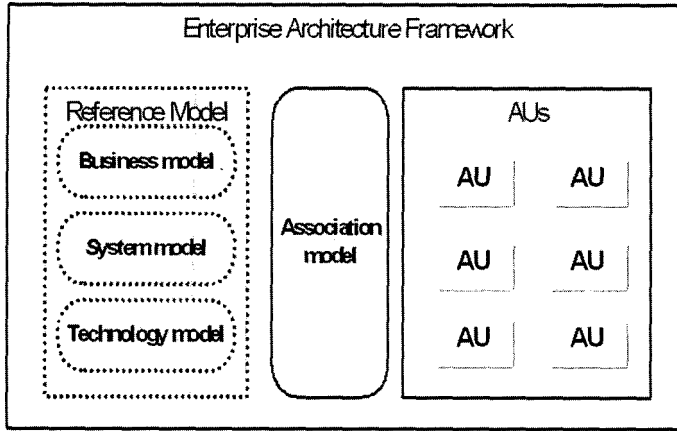 Enterprise Architecture Framework
Reference Model
Business model
System model
Technology model
Association
model
AUs
AU AU
AU AU
AU AU